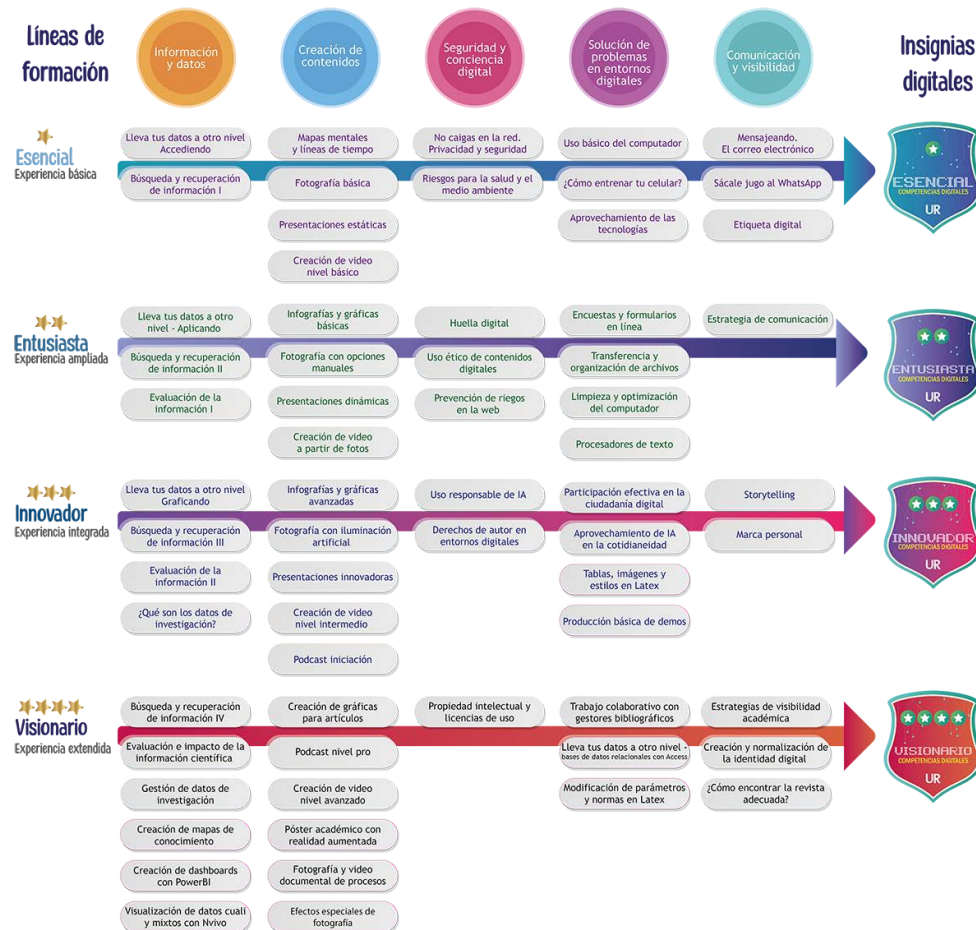 Líneas de
formación
Información
y datos
Creación de
contenidos
Seguridad y
conciencia
digital
Solución de
problemas
en entornos
digitales
Comunicación
y visibilidad
Insignias
digitales
Esencial
Experiencia básica
Lleva tus datos a otro nivel
Accediendo
Búsqueda y recuperación
de información I
Mapas mentales
y líneas de tiempo
Fotografía básica
Presentaciones estáticas
Creación de video
nivel básico
No caigas en la red.
Privacidad y seguridad
Riesgos para la salud y el
medio ambiente
Uso básico del computador
¿Cómo entrenar tu celular?
Aprovechamiento de las
tecnologías
Mensajeando.
El correo electrónico
Sácale jugo al WhatsApp
Etiqueta digital
ESENCIAL
COMPETENCIAS DIGITALES
UR
Entusiasta
Experiencia ampliada
Lleva tus datos a otro
nivel - Aplicando
Búsqueda y recuperación
de información II
Evaluación de la
información I
Infografías y gráficas
básicas
Fotografía con opciones
manuales
Presentaciones dinámicas
Creación de video
a partir de fotos
Huella digital
Uso ético de contenidos
digitales
Prevención de riegos
en la web
Encuestas y formularios
en línea
Transferencia y
organización de archivos
Limpieza y optimización
del computador
Procesadores de texto
Estrategia de comunicación
ENTUSIASTA
COMPETENCIAS DIGITALES
UR
Innovador
Experiencia integrada
Lleva tus datos a otro nivel
Graficando
Búsqueda y recuperación
de información III
Evaluación de la
información II
¿Qué son los datos de
investigación?
Infografías y gráficas
avanzadas
Fotografía con iluminación
artificial
Presentaciones innovadoras
Creación de video
nivel intermedio
Podcast iniciación
Uso responsable de IA
Derechos de autor en
entornos digitales
Participación efectiva en la
ciudadanía digital
Aprovechamiento de IA
en la cotidianeidad
Tablas, imágenes y
estilos en Latex
Producción básica de demos
Storytelling
Marca personal
INNOVADOR
COMPETENCIAS DIGITALES
UR
Visionario
Experiencia extendida
Búsqueda y recuperación
de información IV
Evaluación e impacto de la
información científica
Gestión de datos de
investigación
Creación de mapas de
conocimiento
Creación de dashboards
con PowerBI
Visualización de datos cuali
y mixtos con Nvivo
Creación de gráficas
para artículos
Podcast nivel pro
Creación de video
nivel avanzado
Póster académico con
realidad aumentada
Fotografía y video
documental de procesos
Efectos especiales de
fotografía
Propiedad intelectual y
licencias de uso
Trabajo colaborativo con
gestores bibliográficos
Lleva tus datos a otro nivel -
bases de datos relacionales con Access
Modificación de parámetros
y normas en Latex
Estrategias de visibilidad
académica
Creación y normalización de
la identidad digital
¿Cómo encontrar la revista
adecuada?
VISIONARIO
COMPETENCIAS DIGITALES
UR